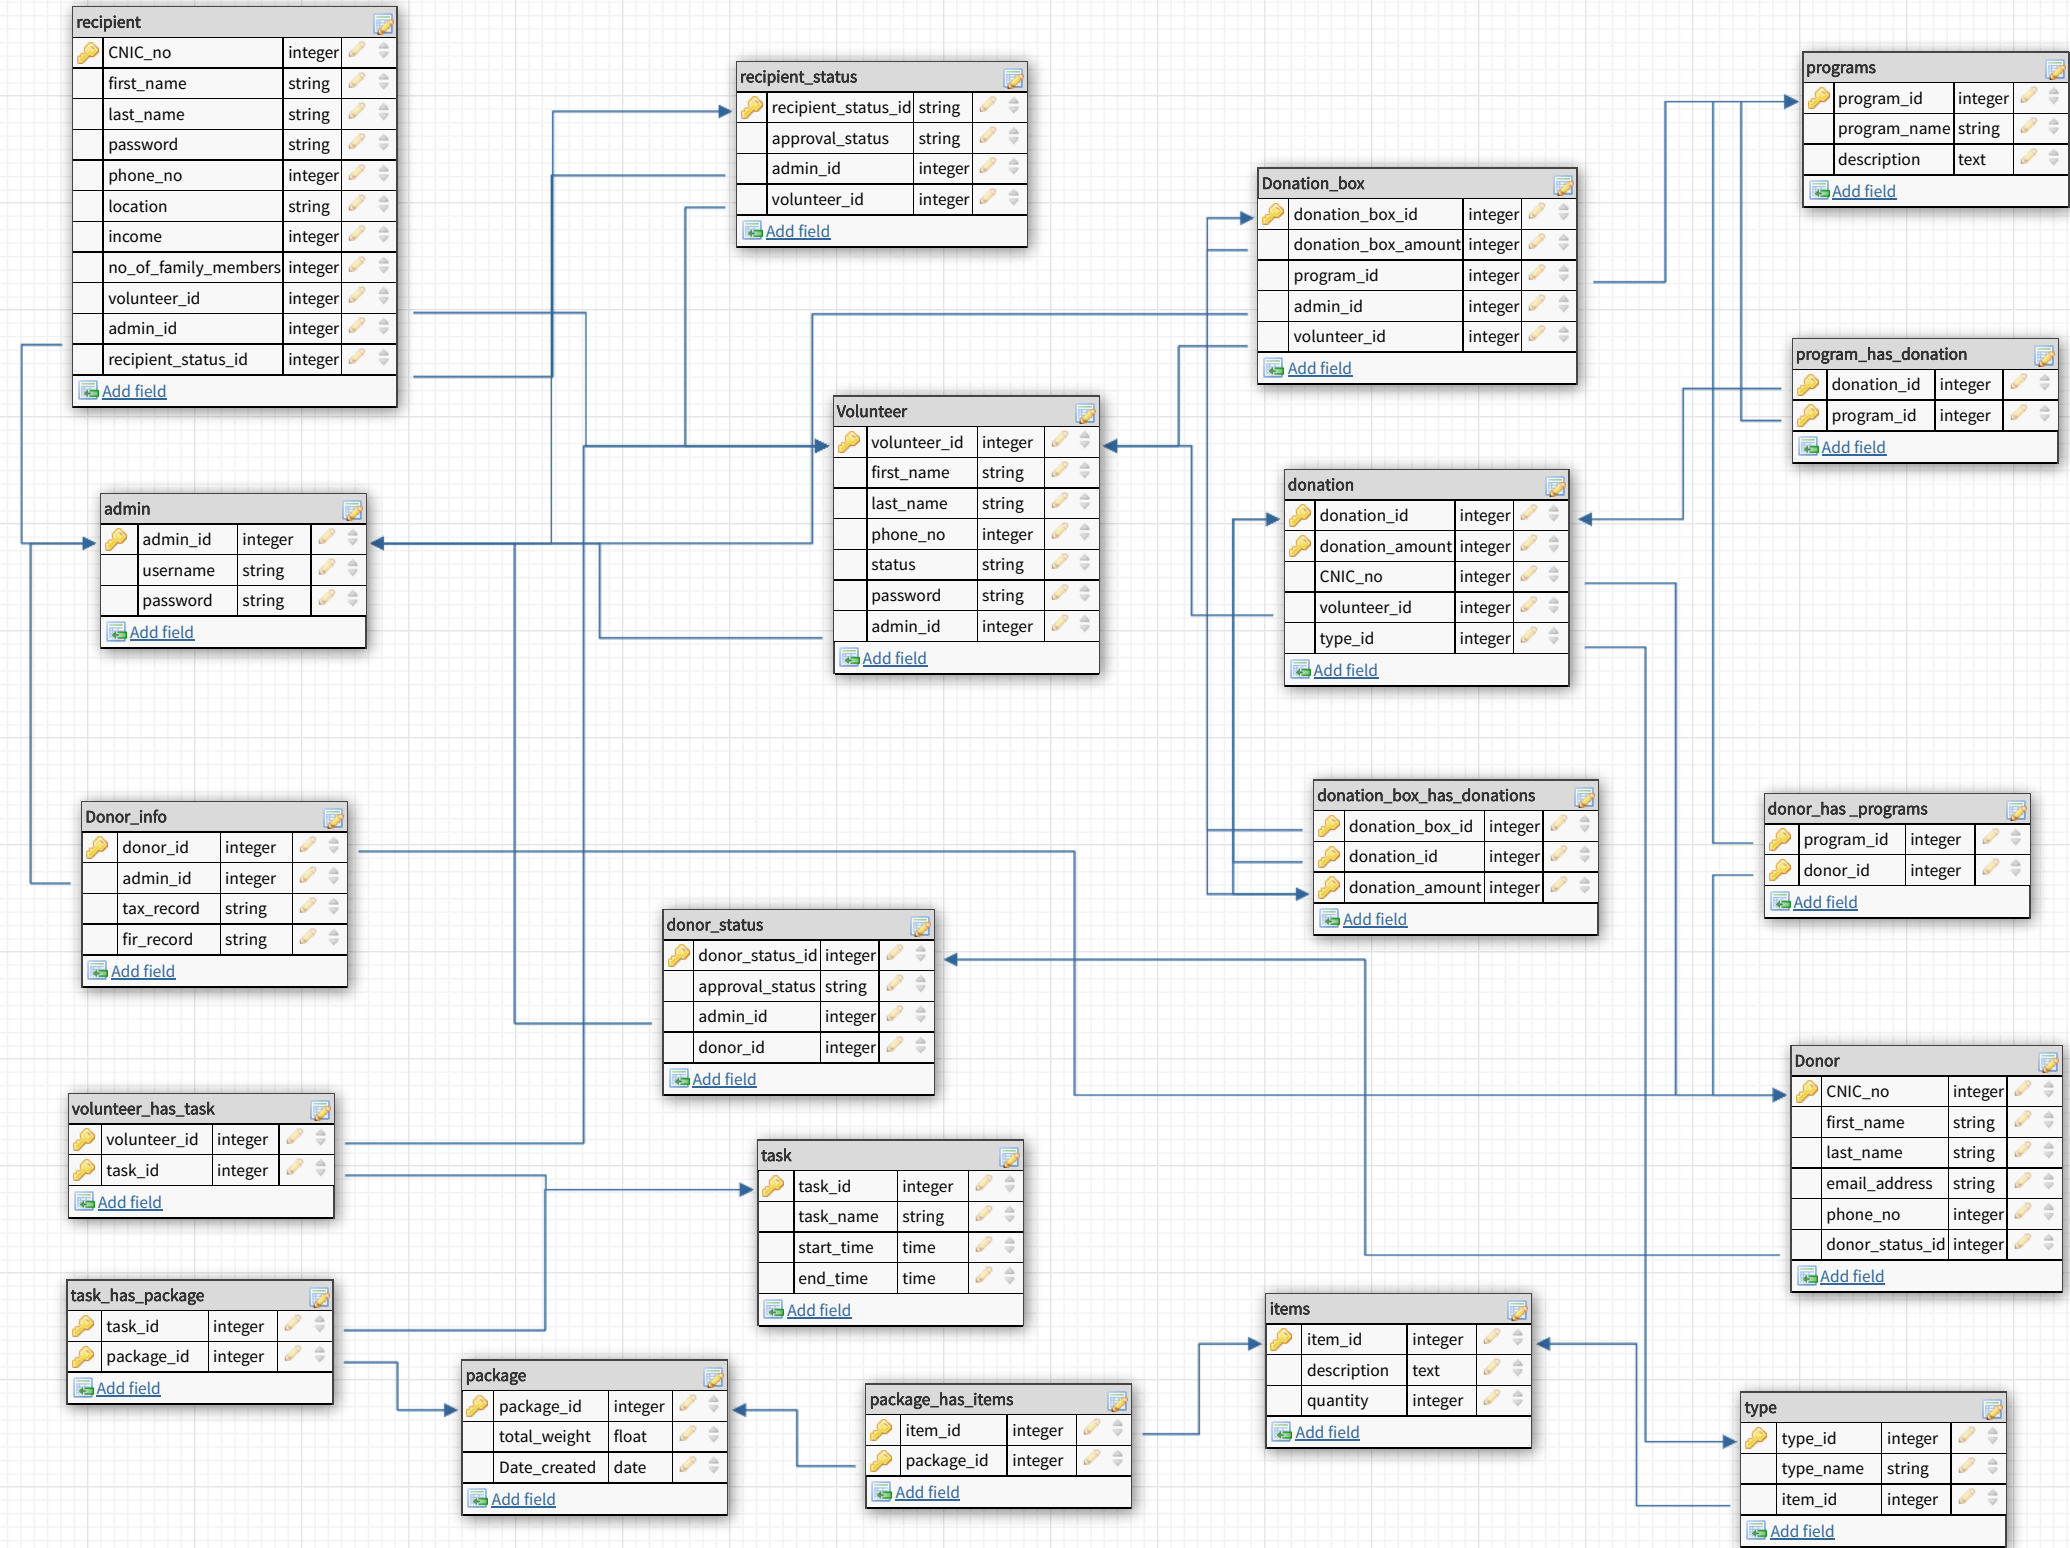 recipient
CNIC_no integer
first_name string
last_name string
password string
phone_no integer
location string
income integer
no_of_family_members integer
volunteer_id integer
admin_id integer
recipient_status_id integer
Add field
recipient_status
recipient_status_id string
approval_status string
admin_id integer
volunteer_id integer
Add field
programs
program_id integer
program_name string
description text
Add field
Donation_box
donation_box_id integer
donation_box_amount integer
program_id integer
admin_id integer
volunteer_id integer
Add field
program_has_donation
donation_id integer
program_id integer
Add field
Volunteer
volunteer_id integer
first_name string
last_name string
phone_no integer
status string
password string
admin_id integer
Add field
donation
donation_id integer
donation_amount integer
CNIC_no integer
volunteer_id integer
type_id integer
Add field
admin
admin_id integer
username string
password string
Add field
Donor_info
donor_id integer
admin_id integer
tax_record string
fir_record string
Add field
donation_box_has_donations
donation_box_id integer
donation_id integer
donation_amount integer
Add field
donor_has _programs
program_id integer
donor_id integer
Add field
donor_status
donor_status_id integer
approval_status string
admin_id integer
donor_id integer
Add field
Donor
CNIC_no integer
first_name string
last_name string
email_address string
phone_no integer
donor_status_id integer
Add field
volunteer_has_task
volunteer_id integer
task_id integer
Add field
task
task_id integer
task_name string
start_time time
end_time time
Add field
task_has_package
task_id integer
package_id integer
Add field
package
package_id integer
total_weight float
Date_created date
Add field
package_has_items
item_id integer
package_id integer
Add field
items
item_id integer
description text
quantity integer
Add field
type
type_id integer
type_name string
item_id integer
Add field